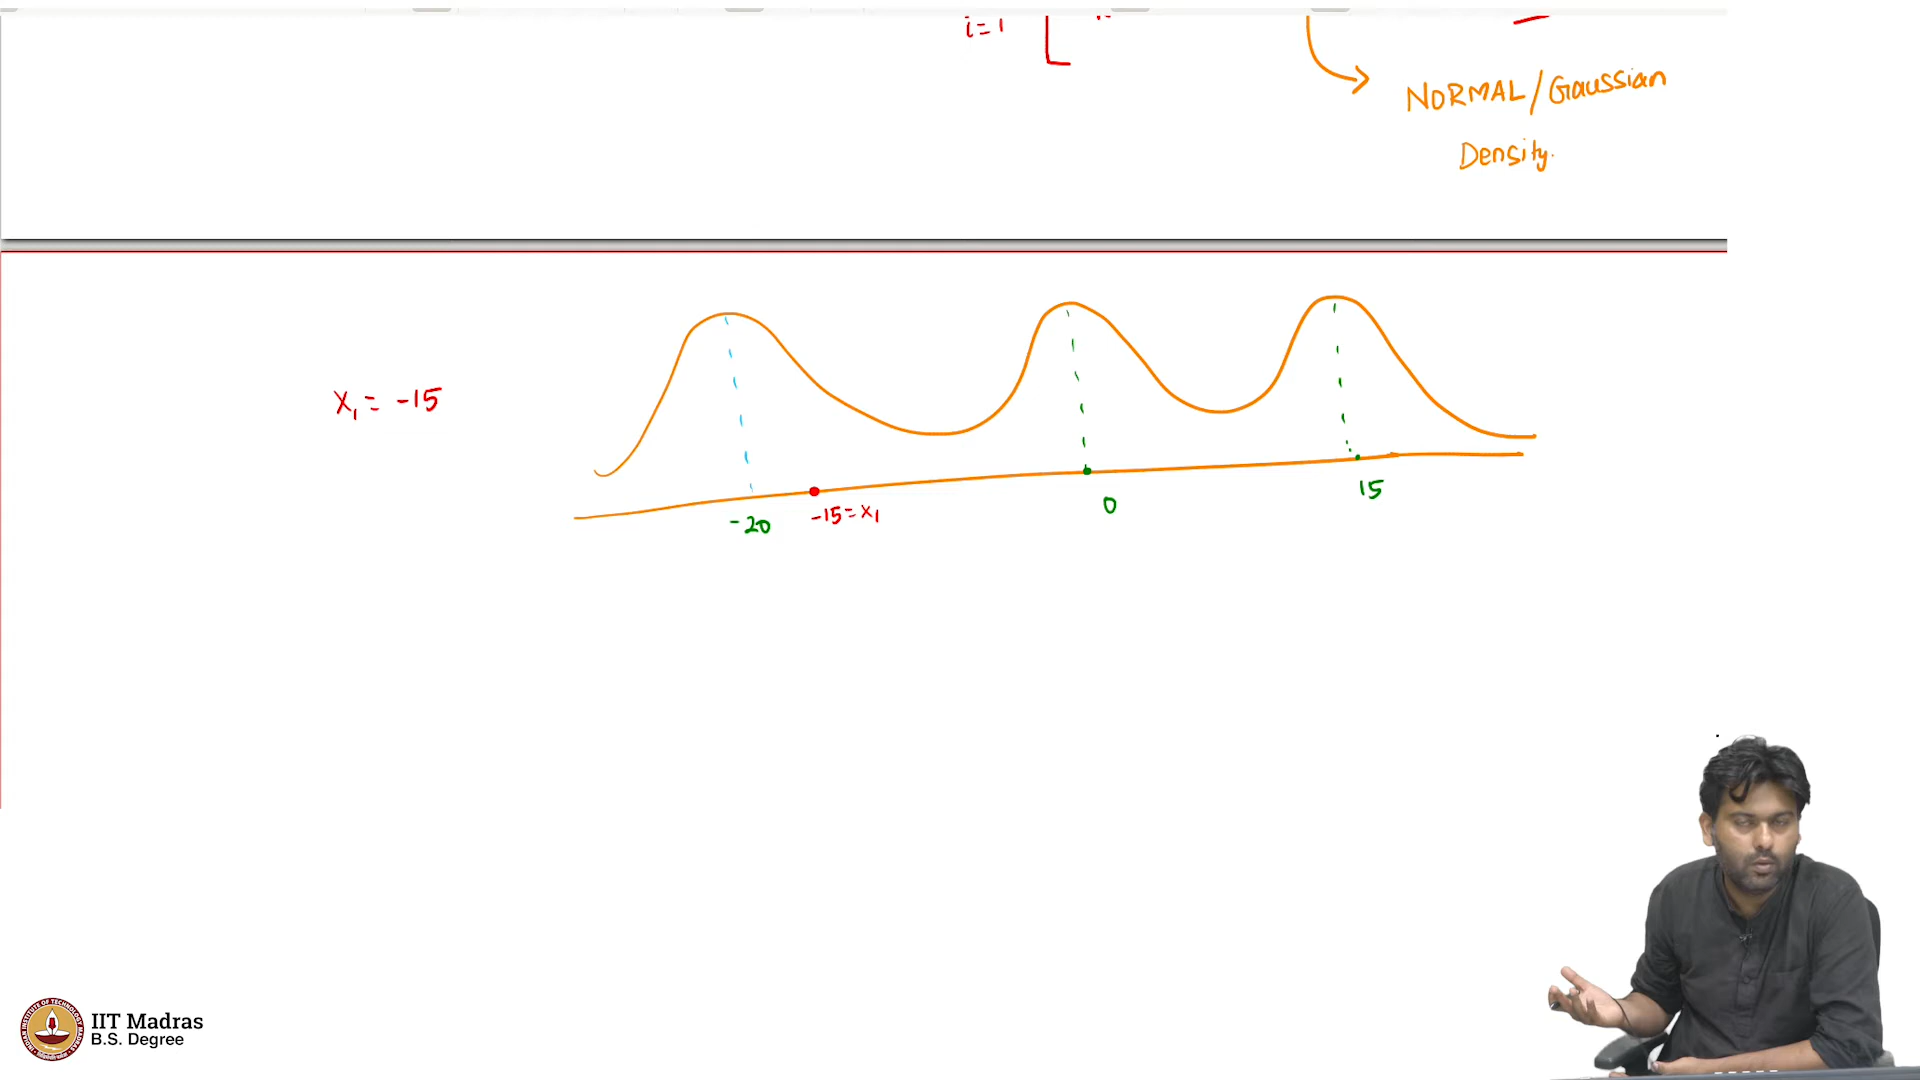 i=1
NORMAL/Gaussian
Density.
x₁ = -15
-20
-15=x₁
0
15
IIT Madras
B.S. Degree